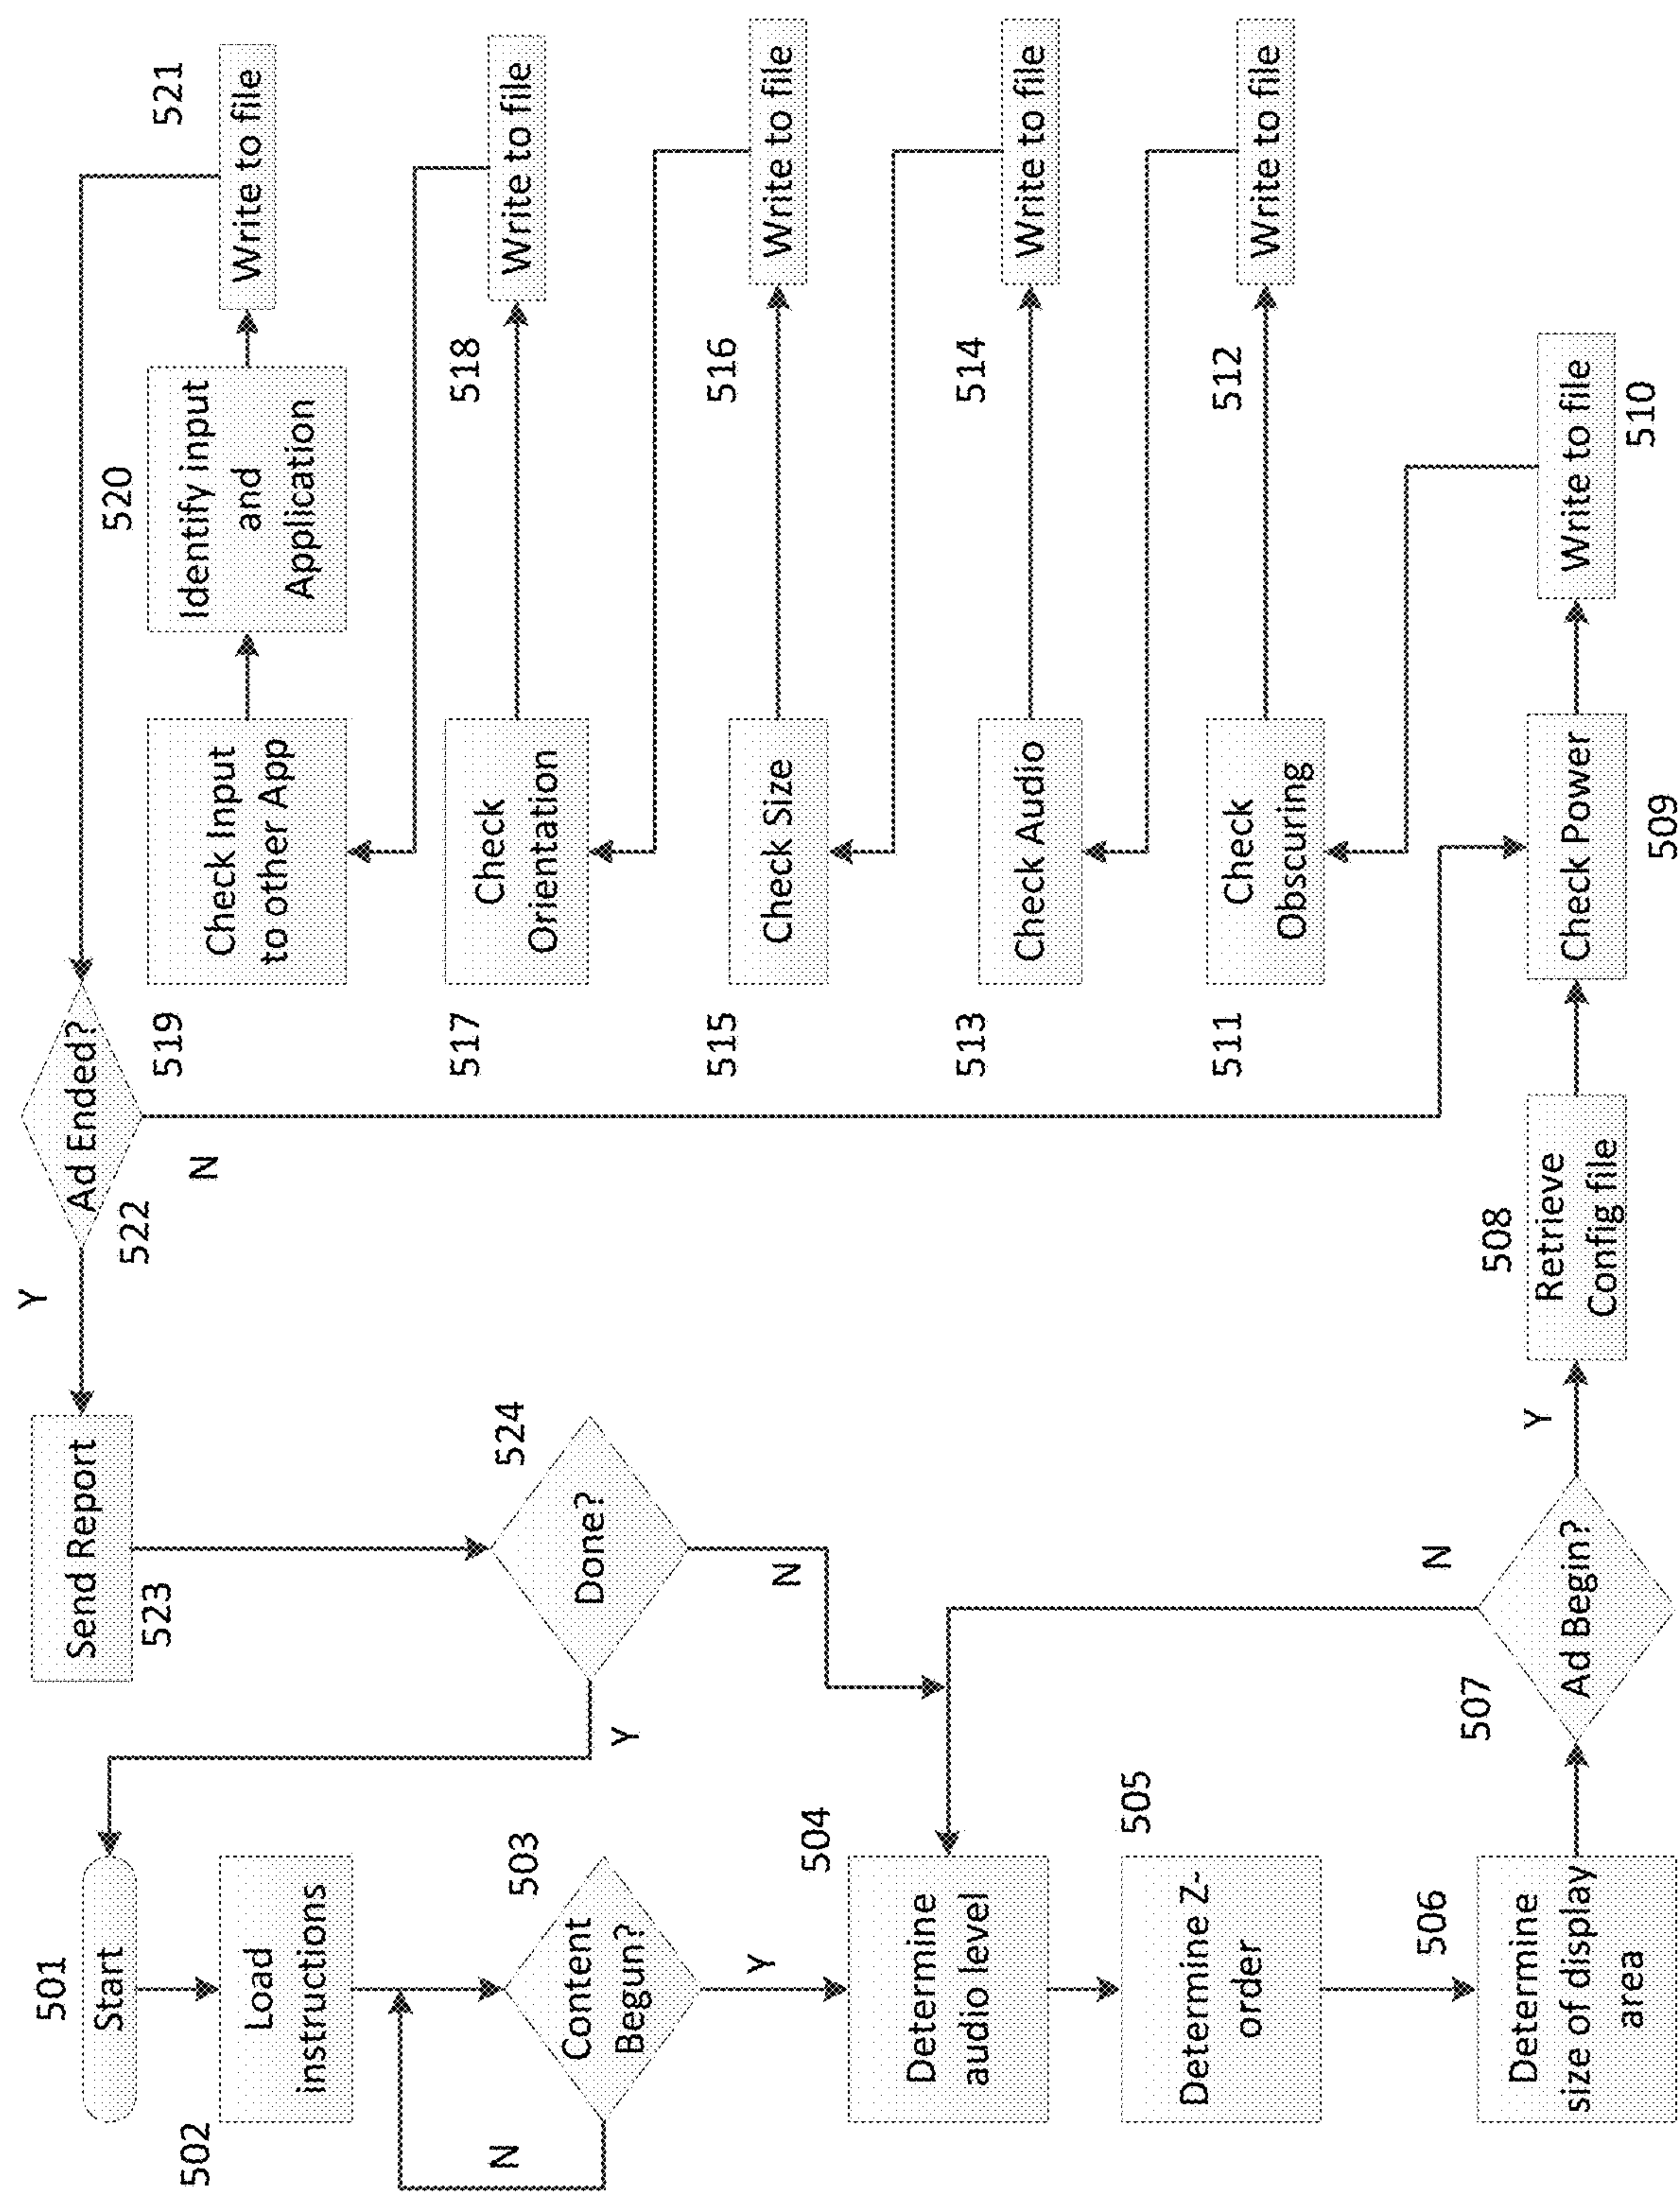 501
Start
502
Load
instructions
503
Content
Begun?
N
Y
504
Determine
audio level
505
Determine Z-
order
506
Determine
size of display
area
507
Ad Begin?
N
Y
508
Retrieve
Config file
Check Power
509
Write to file
510
511
Check
Obscuring
512
Write to file
513
Check Audio
514
Write to file
515
Check Size
516
Write to file
517
Check
Orientation
518
Write to file
519
Check Input
to other App
520
Identify input
and
Application
521
Write to file
Ad Ended?
522
N
Y
Send Report
523
524
Done?
Y
N